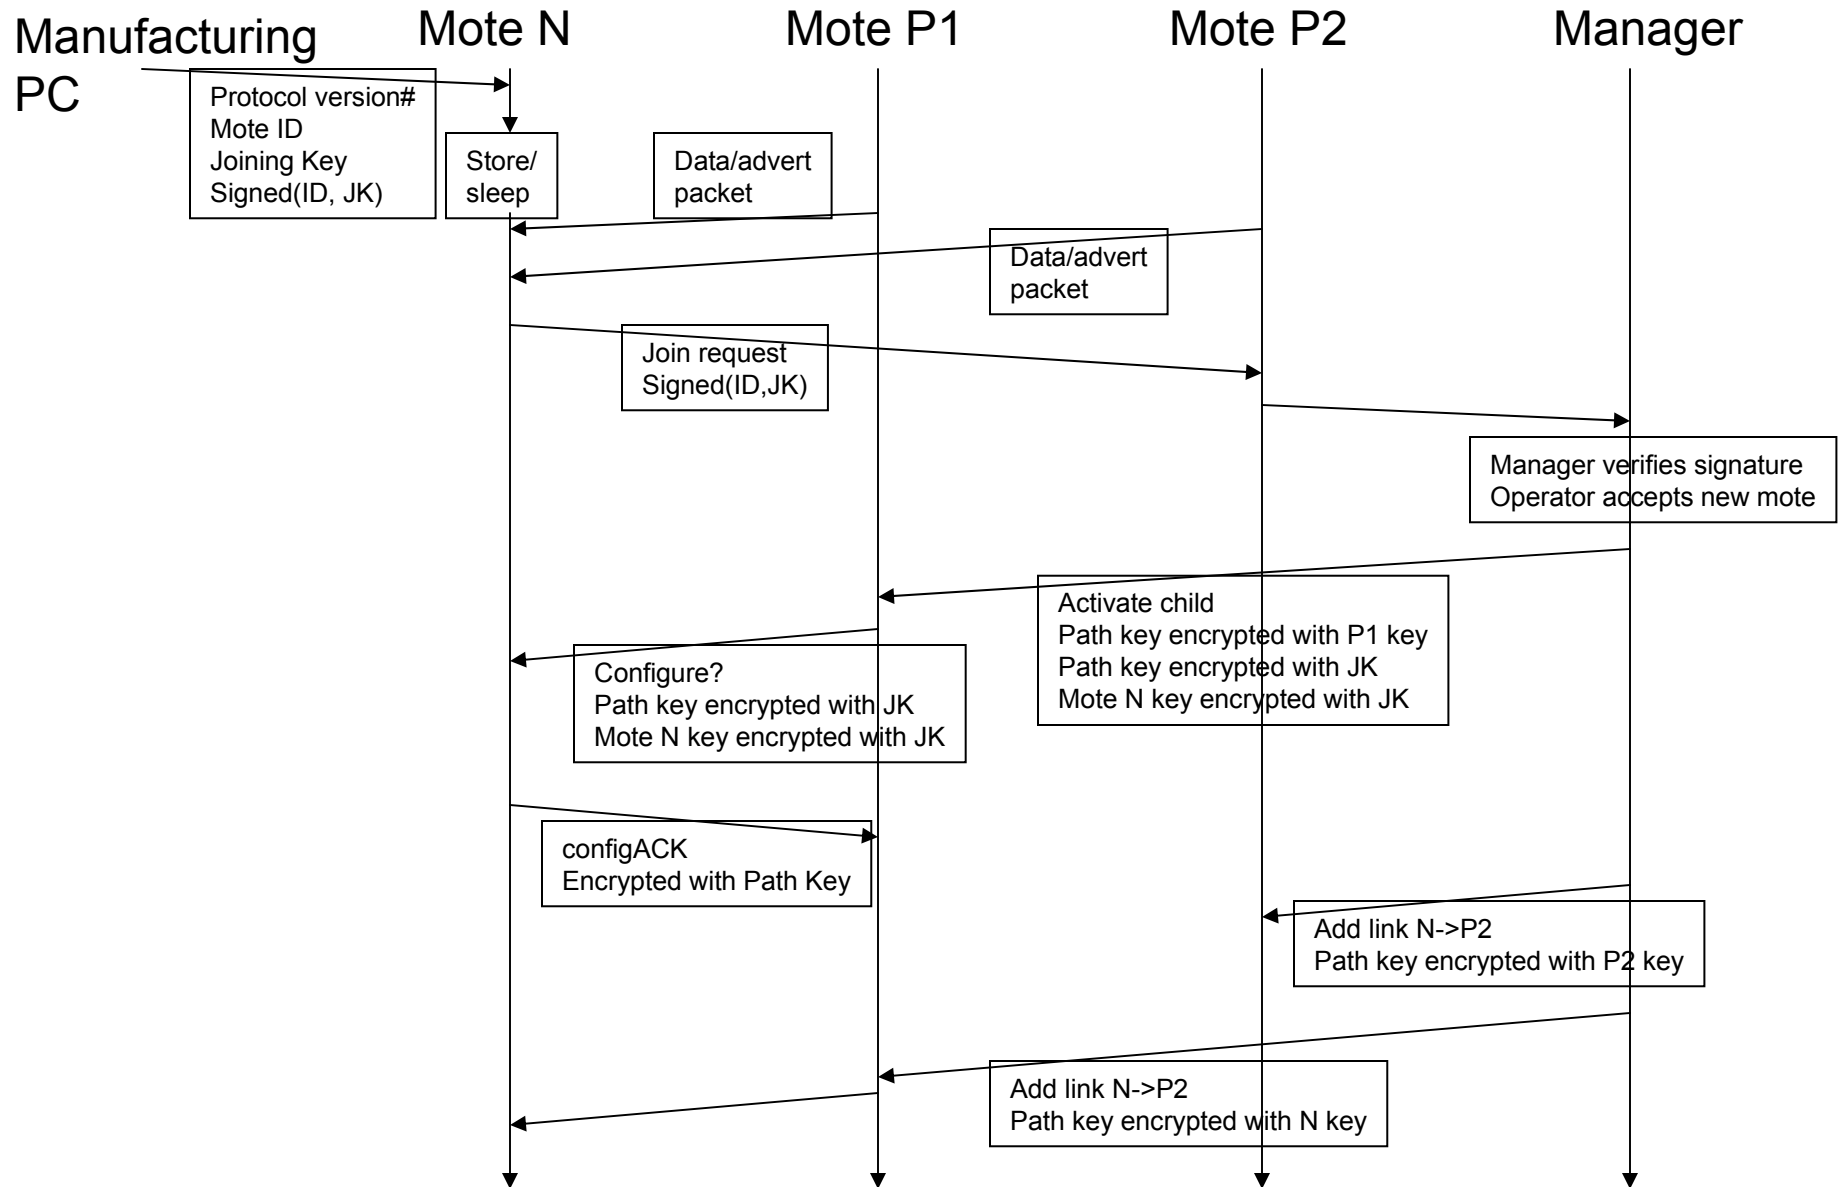 Manufacturing
PC
Mote N
Mote P1
Mote P2
Manager
Protocol version#
Mote ID
Joining Key
Signed(ID, JK)
Store/
sleep
Data/advert
packet
Data/advert
packet
Join request
Signed(ID,JK)
Manager verifies signature
Operator accepts new mote
Activate child
Path key encrypted with P1 key
Path key encrypted with JK
Mote N key encrypted with JK
Configure?
Path key encrypted with JK
Mote N key encrypted with JK
configACK
Encrypted with Path Key
Add link N->P2
Path key encrypted with P2 key
Add link N->P2
Path key encrypted with N key